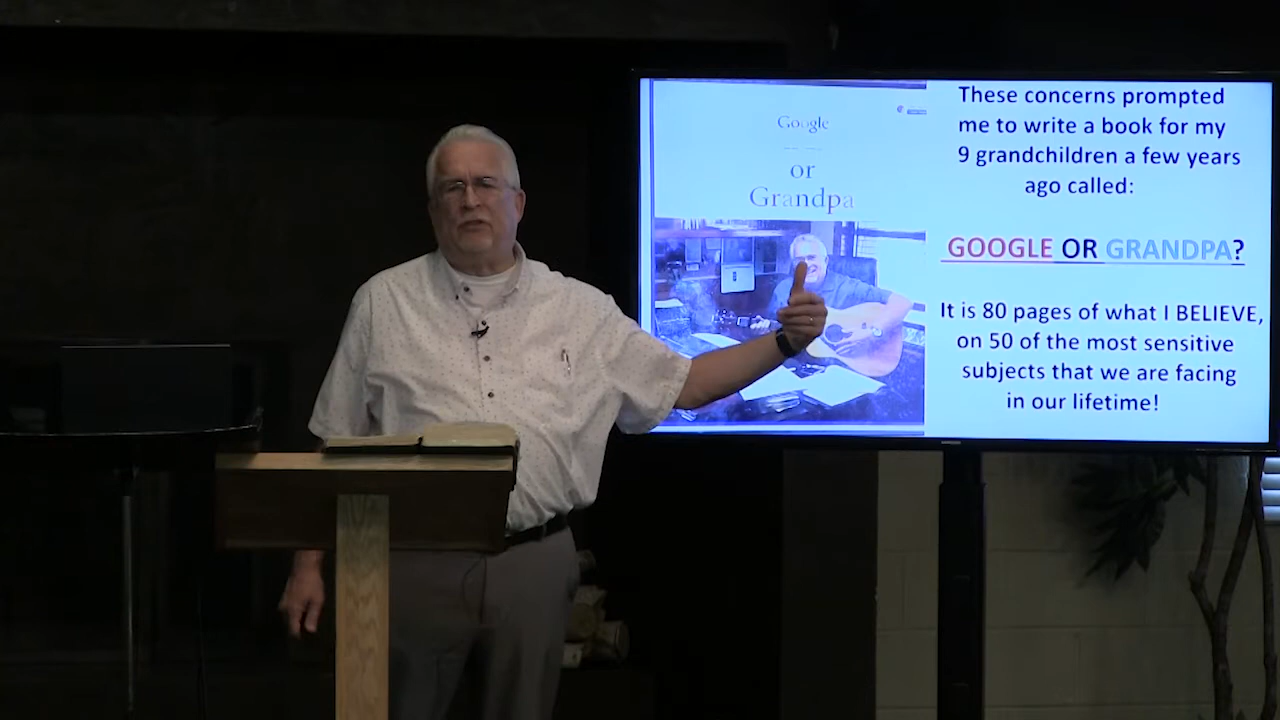 Google
or
Grandpa
These concerns prompted
me to write a book for my
9 grandchildren a few years
ago called:
GOOGLE OR GRANDPA?
It is 80 pages of what I BELIEVE,
on 50 of the most sensitive
subjects that we are facing
in our lifetime!